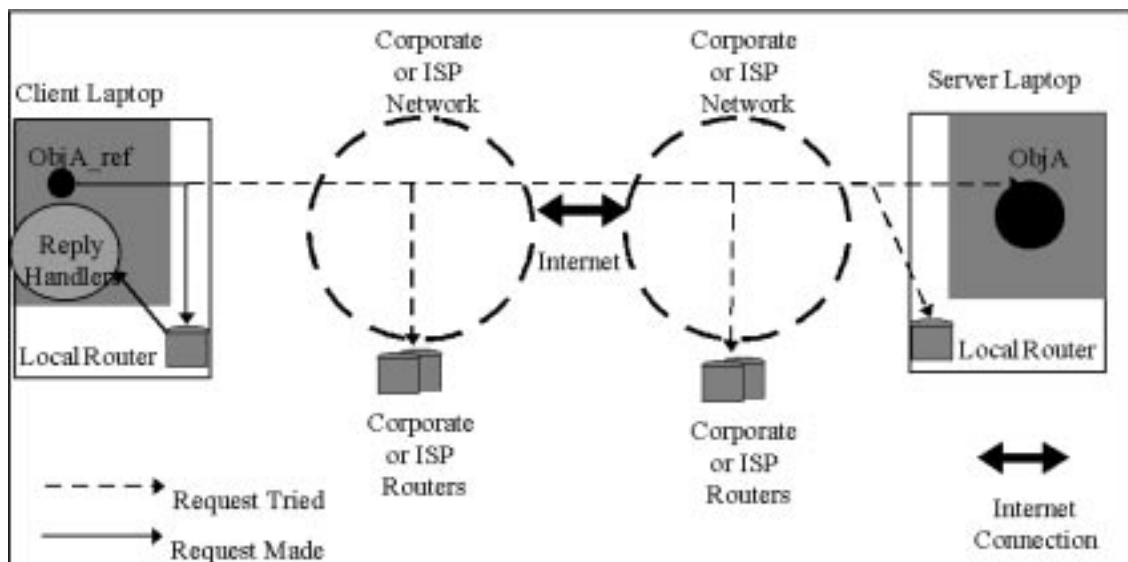 Corporate
or ISP
Network
Corporate
or ISP
Network
Client Laptop
Server Laptop
ObjA_ref
ObjA
Reply
Handlers
Internet
Local Router
Local Router
Corporate
or ISP
Routers
Corporate
or ISP
Routers
Request Tried
Request Made
Internet
Connection